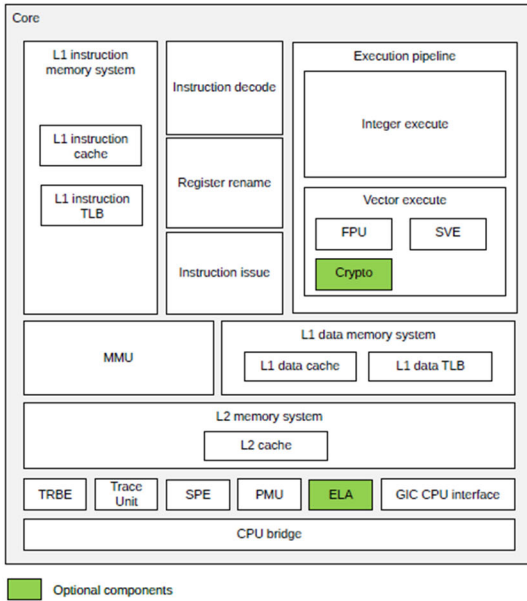 Core
L1 instruction
memory system
L1 instruction
cache
L1 instruction
TLB
Instruction decode
Register rename
Instruction issue
Execution pipeline
Integer execute
Vector execute
FPU
SVE
Crypto
MMU
L1 data memory system
L1 data cache
L1 data TLB
L2 memory system
L2 cache
TRBE
Trace
Unit
SPE
PMU
ELA
GIC CPU interface
CPU bridge
Optional components